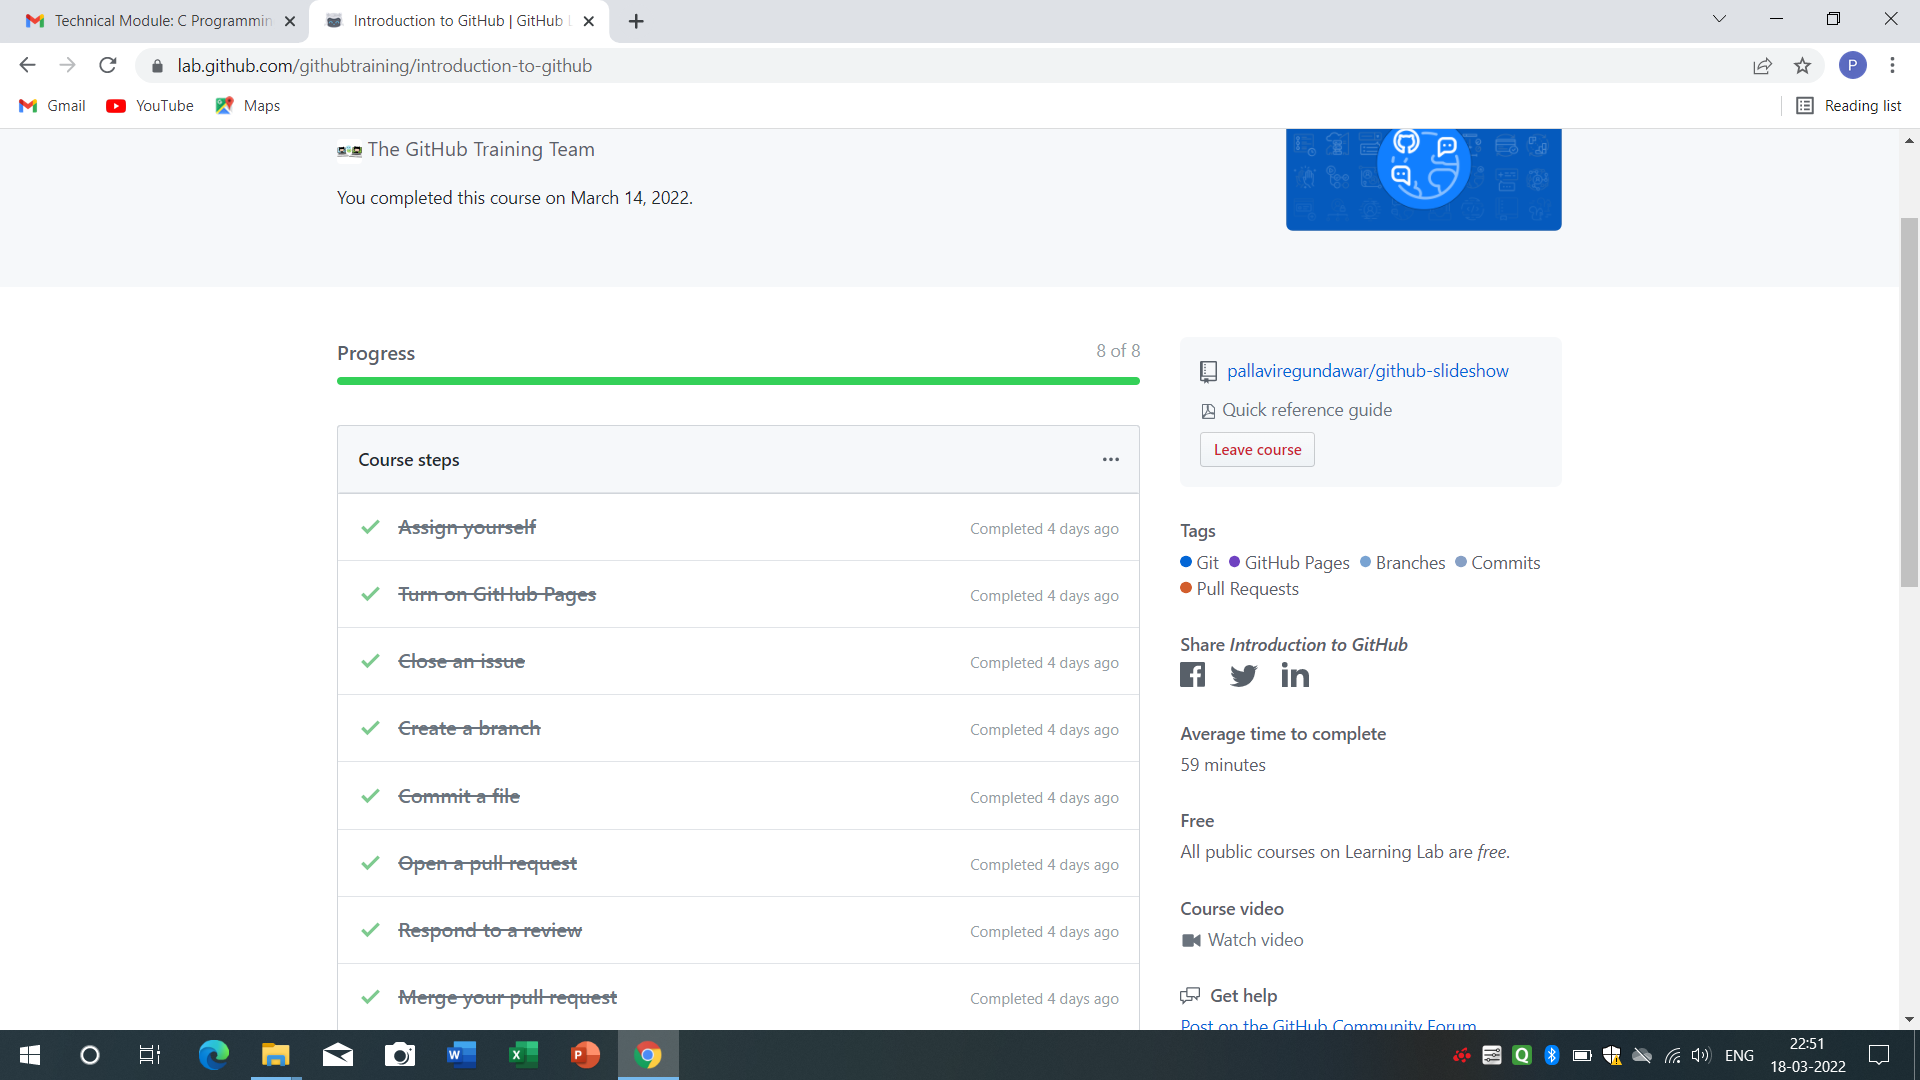 Technical Module: C Programmin
Introduction to GitHub | GitHub L
lab.github.com/githubtraining/introduction-to-github
P
Gmail
YouTube
Maps
Reading list
The GitHub Training Team
You completed this course on March 14, 2022.
Progress
8 of 8
Course steps
Assign yourself
Completed 4 days ago
Turn on GitHub Pages
Completed 4 days ago
Close an issue
Completed 4 days ago
Create a branch
Completed 4 days ago
Commit a file
Completed 4 days ago
Open a pull request
Completed 4 days ago
Respond to a review
Completed 4 days ago
Merge your pull request
Completed 4 days ago
pallaviregundawar/github-slideshow
Quick reference guide
Leave course
Tags
Git GitHub Pages Branches Commits
Pull Requests
Share Introduction to GitHub
Average time to complete
59 minutes
Free
All public courses on Learning Lab are free.
Course video
Watch video
Get help
Post on the GitHub Community Forum
ENG
22:51
18-03-2022